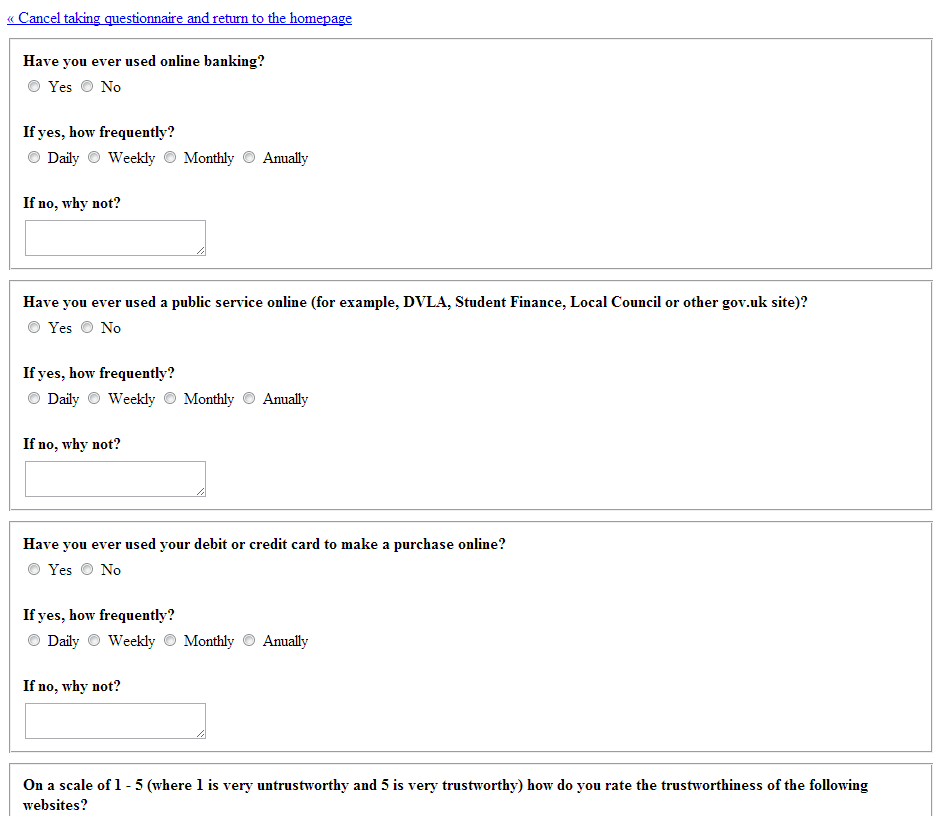 « Cancel taking questionnaire and return to the homepage
Have you ever used online banking?
Yes No
If yes, how frequently?
Daily Weekly Monthly Anually
If no, why not?
Have you ever used a public service online (for example, DVLA, Student Finance, Local Council or other gov.uk site)?
Yes No
If yes, how frequently?
Daily Weekly Monthly Anually
If no, why not?
Have you ever used your debit or credit card to make a purchase online?
Yes No
If yes, how frequently?
Daily Weekly Monthly Anually
If no, why not?
On a scale of 1 - 5 (where 1 is very untrustworthy and 5 is very trustworthy) how do you rate the trustworthiness of the following
websites?